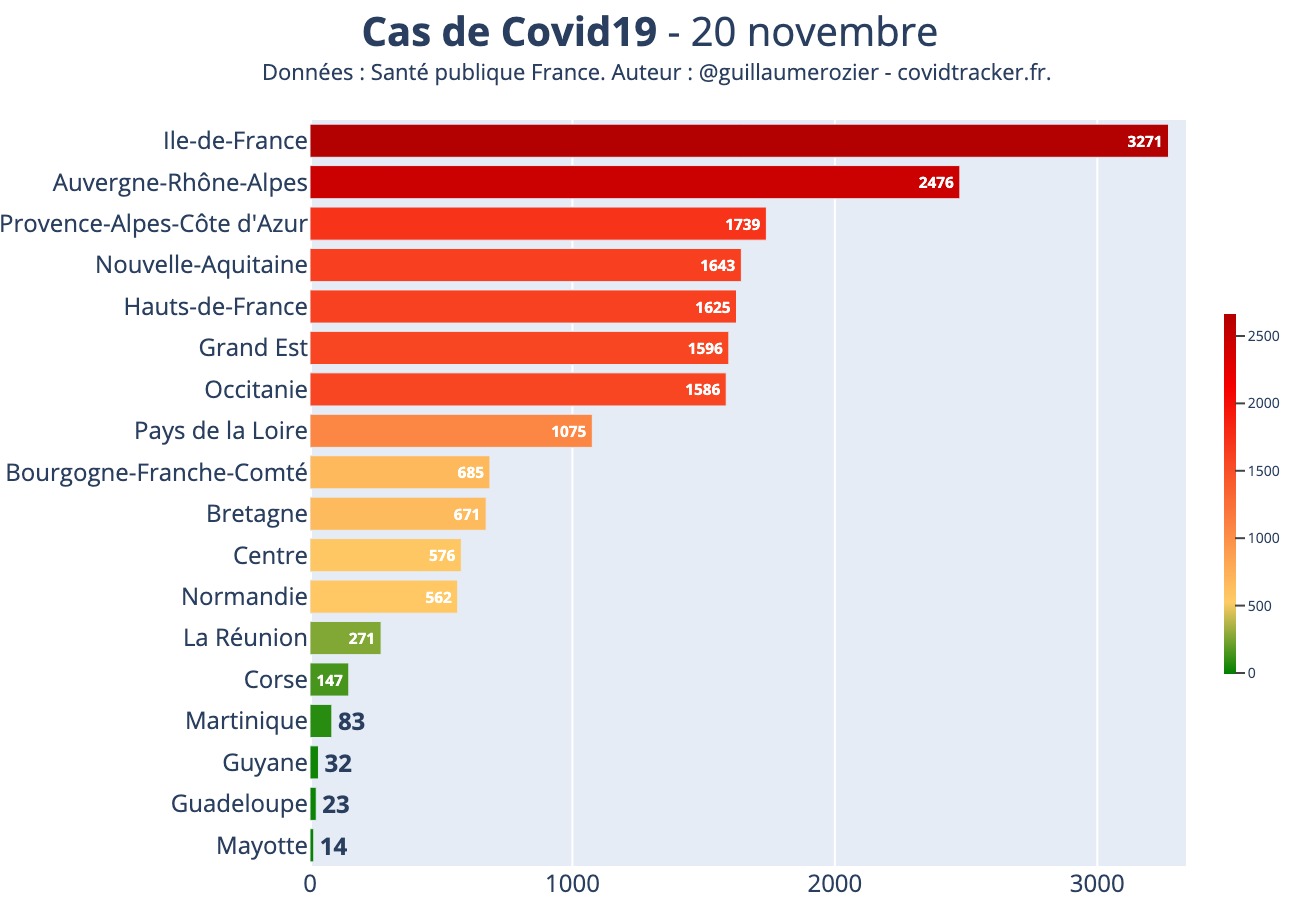 Cas de Covid19 - 20 novembre
Données : Santé publique France. Auteur : @guillaumerozier - covidtracker.fr.
Ile-de-France 3271
Auvergne-Rhône-Alpes 2476
Provence-Alpes-Côte d'Azur 1739
Nouvelle-Aquitaine 1643
Hauts-de-France 1625
Grand Est 1596
Occitanie 1586
Pays de la Loire 1075
Bourgogne-Franche-Comté 685
Bretagne 671
Centre 576
Normandie 562
La Réunion 271
Corse 147
Martinique 83
Guyane 32
Guadeloupe 23
Mayotte 14
0 1000 2000 3000
2500
2000
1500
1000
500
0